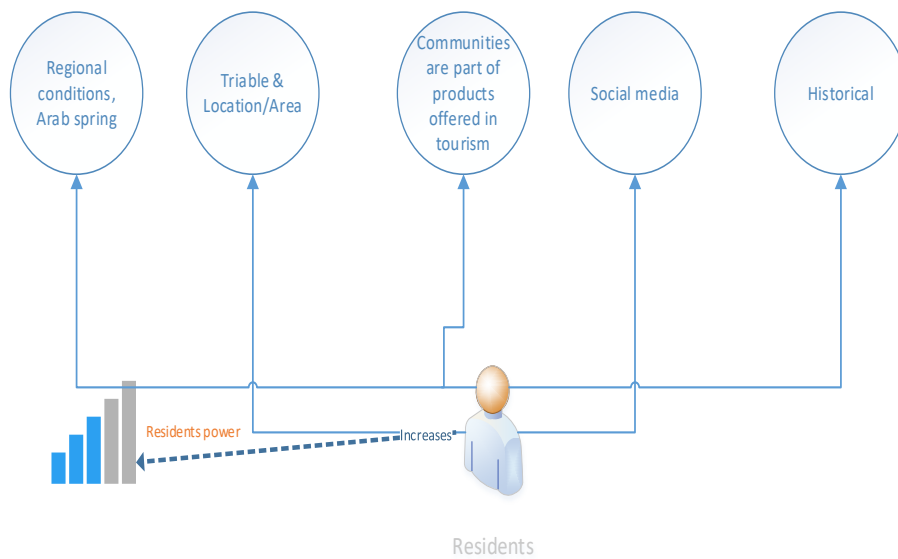 Regional
conditions,
Arab spring
Triable &
Location/Area
Communities
are part of
products
offered in
tourism
Social media
Historical
Residents power
Increases
Residents